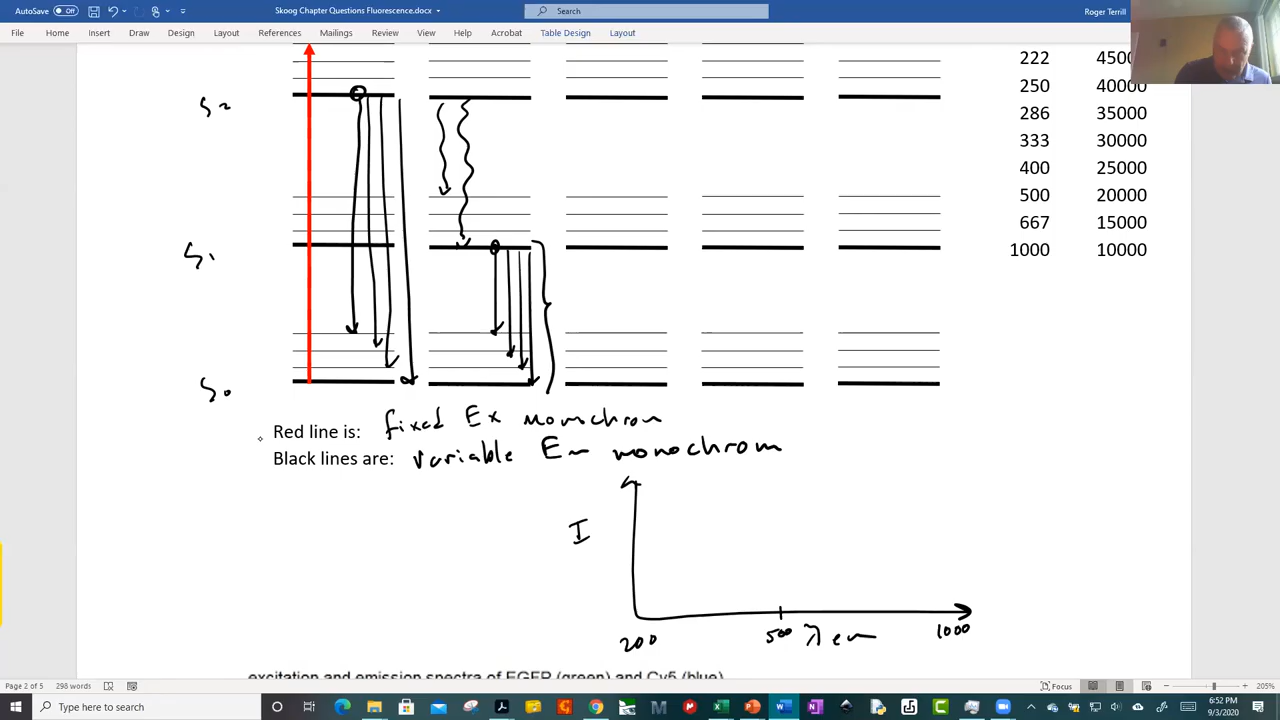 AutoSave Off
Skoog Chapter Questions Fluorescence.docx
Search
Roger Terrill
File Home Insert Draw Design Layout References Mailings Review View Help Acrobat Table Design Layout
222 4500
250 40000
286 35000
333 30000
400 25000
500 20000
667 15000
1000 10000
S2
S1
S0
Red line is: fixed Ex monochrom
Black lines are: variable Em monochrom
I
200 500 λ em 1000
excitation and emission spectra of EGFP (green) and Cy5 (blue)
Page 2 of 5 298 words Focus 205%
Type here to search
6:52 PM
9/3/2020